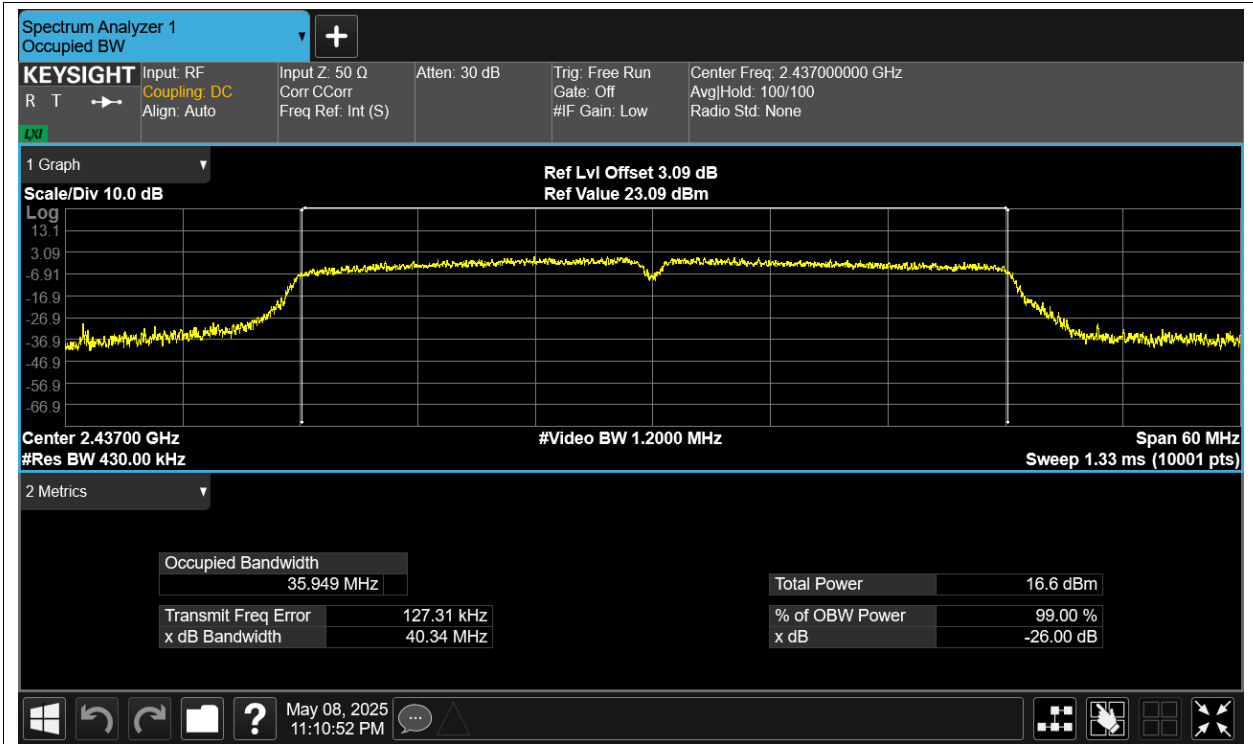 Spectrum Analyzer 1
Occupied BW
+
KEYSIGHT
R T
LXI
Input: RF
Coupling: DC
Align: Auto
Input Z: 50 Ω
Corr CCorr
Freq Ref: Int (S)
Atten: 30 dB
Trig: Free Run
Gate: Off
#IF Gain: Low
Center Freq: 2.437000000 GHz
Avg|Hold: 100/100
Radio Std: None
1 Graph
Scale/Div 10.0 dB
Ref Lvl Offset 3.09 dB
Ref Value 23.09 dBm
Log
13.1
3.09
-6.91
-16.9
-26.9
-36.9
-46.9
-56.9
-66.9
Center 2.43700 GHz
#Video BW 1.2000 MHz
Span 60 MHz
#Res BW 430.00 kHz
Sweep 1.33 ms (10001 pts)
2 Metrics
Occupied Bandwidth
35.949 MHz
Transmit Freq Error 127.31 kHz
x dB Bandwidth 40.34 MHz
Total Power 16.6 dBm
% of OBW Power 99.00 %
x dB -26.00 dB
?
May 08, 2025
11:10:52 PM